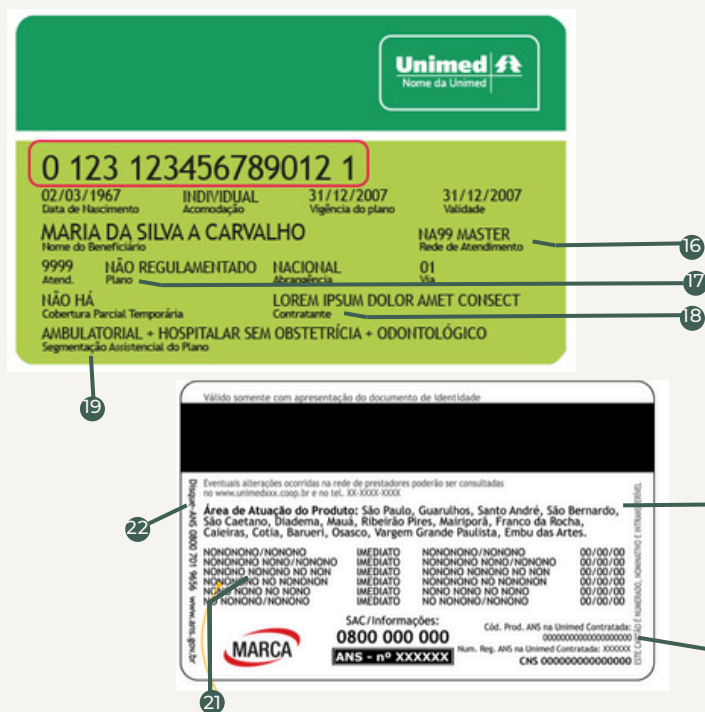 Unimed
Nome da Unimed
0 123 123456789012 1
02/03/1967 INDIVIDUAL 31/12/2007 31/12/2007
Data de Nascimento Acomodação Vigência do plano Validade
MARIA DA SILVA A CARVALHO NA99 MASTER
Nome do Beneficiário Rede de Atendimento
16
9999 NÃO REGULAMENTADO NACIONAL 01
Atend. Plano Abrangência Via
17
NÃO HÁ LOREM IPSUM DOLOR AMET CONSECT
Cobertura Parcial Temporária Contratante
18
AMBULATORIAL + HOSPITALAR SEM OBSTETRÍCIA + ODONTOLÓGICO
Segmentação Assistencial do Plano
19
Válido somente com apresentação do documento de identidade
Eventuais alterações ocorridas na rede de prestadores poderão ser consultadas
no www.unimedxxx.coop.br e no tel. XX-XXXX-XXXX
Área de Atuação do Produto: São Paulo, Guarulhos, Santo André, São Bernardo,
São Caetano, Diadema, Mauá, Ribeirão Pires, Mairiporã, Franco da Rocha,
Caieiras, Cotia, Barueri, Osasco, Vargem Grande Paulista, Embu das Artes.
22
Disque-ANS 0800 701 9656 www.ans.gov.br
NONONONO/NONONO IMEDIATO NONONONO/NONONO 00/00/00
NONONONO NONO/NONONO IMEDIATO NONONONO NONO/NONONO 00/00/00
NONONO NONONO NO NON IMEDIATO NONONO NONONO NO NON 00/00/00
NONONONO NO NONONON IMEDIATO NONONONO NO NONONON 00/00/00
NONO NONO NO NONO IMEDIATO NONO NONO NO NONO 00/00/00
NO NONONO/NONONO IMEDIATO NO NONONO/NONONO 00/00/00
ESTE CARTÃO É NUMERADO, NOMINATIVO E INTRANSFERÍVEL
MARCA
SAC/Informações:
0800 000 000
ANS - nº XXXXXX
Cód. Prod. ANS na Unimed Contratada:
Num. Reg. ANS na Unimed Contratada: XXXXXX
CNS 000000000000000
21